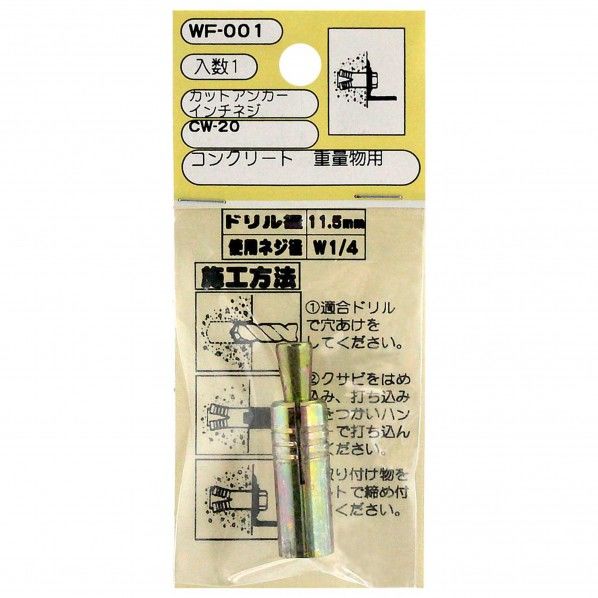 WF-001
入数1
カットアンカー
インチネジ
CW-20
コンクリート 重量物用
ドリル径 11.5mm
使用ネジ径 W1/4
施工方法
①適合ドリル
で穴あけを
してください。
②クサビをはめ
込み、打ち込み
をつかいハン
で打ち込ん
取り付け物を
トで締め付
ください。